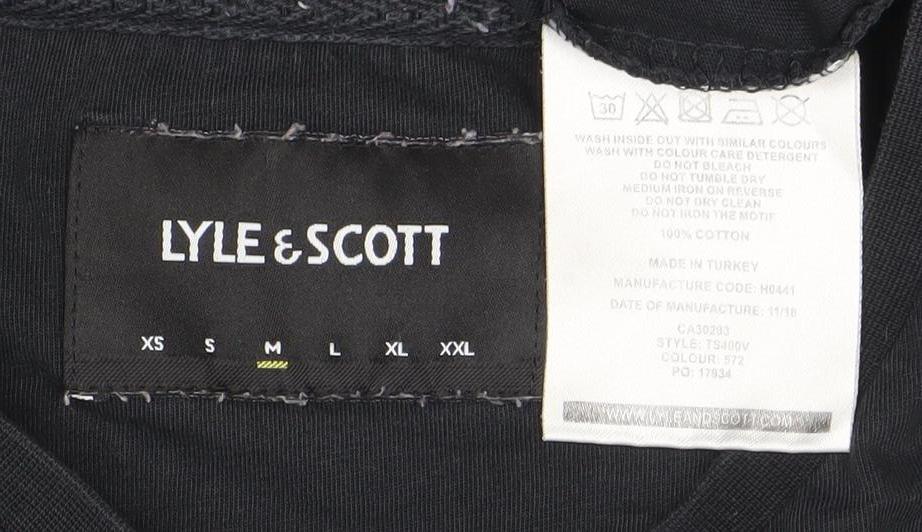 LYLE & SCOTT
XS S M L XL XXL
30
WASH INSIDE OUT WITH SIMILAR COLOURS
WASH WITH COLOUR CARE DETERGENT
DO NOT BLEACH
DO NOT TUMBLE DRY
MEDIUM IRON ON REVERSE
DO NOT DRY CLEAN
DO NOT IRON THE MOTIF
100% COTTON
MADE IN TURKEY
MANUFACTURE CODE: H0441
DATE OF MANUFACTURE: 11/18
CA30293
STYLE: TS400V
COLOUR: 572
PO: 17934
WWW.LYLEANDSCOTT.COM